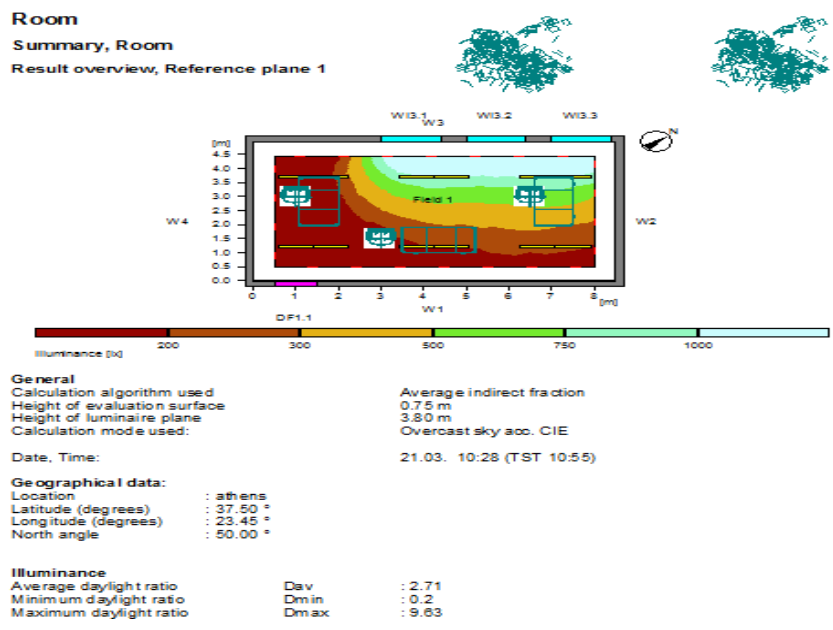 Room
Summary, Room
Result overview, Reference plane 1
WI3.1 W3 WI3.2 WI3.3
N
[m]
4.5
4.0
3.5
3.0
2.5
2.0
1.5
1.0
0.5
0.0
W4
Field 1
W2
0 1 2 3 4 5 6 7 8 [m]
W1
DF1.1
200 300 500 750 1000
Illuminance [lx]
General
Calculation algorithm used Average indirect fraction
Height of evaluation surface 0.75 m
Height of luminaire plane 3.80 m
Calculation mode used: Overcast sky acc. CIE
Date, Time: 21.03. 10:28 (TST 10:55)
Geographical data:
Location : athens
Latitude (degrees) : 37.50 °
Longitude (degrees) : 23.45 °
North angle : 50.00 °
Illuminance
Average daylight ratio Dav : 2.71
Minimum daylight ratio Dmin : 0.2
Maximum daylight ratio Dmax : 9.63